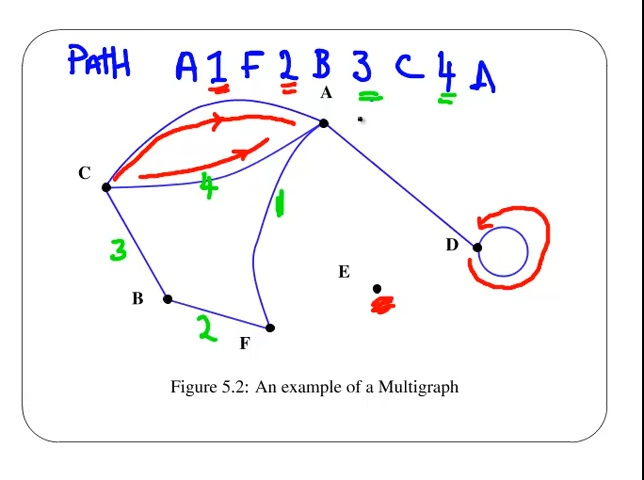 PATH A 1 F 2 B 3 C 4 A
A
C
4
1
3
D
E
B
2
F
Figure 5.2: An example of a Multigraph